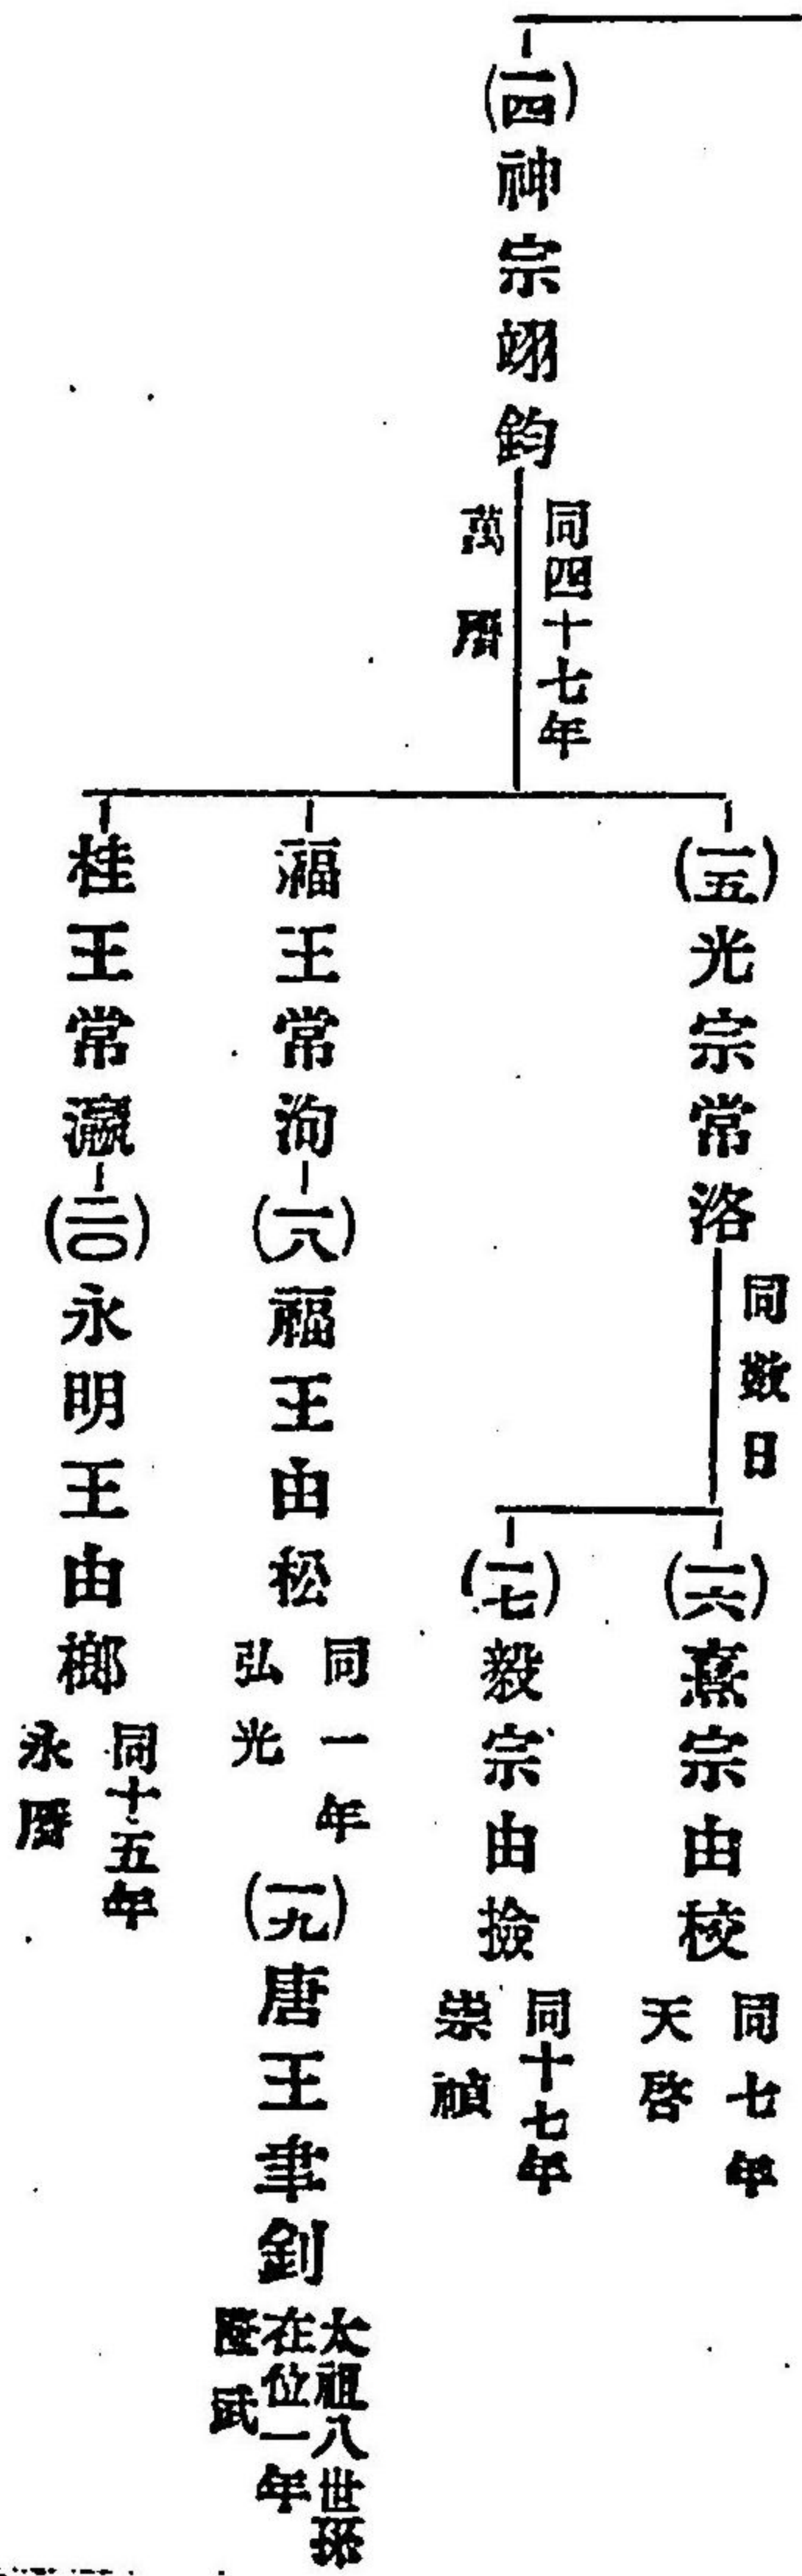 (一四)神宗翊鈞
同四十七年
萬曆
(一五)光宗常洛
同數日
(一六)熹宗由校
同七年
天啓
(一七)毅宗由撿
同十七年
崇禎
福王常洵
(一八)福王由松
同一年
弘光
(一九)唐王聿釗
太祖八世孫
在位一年
隆武
桂王常瀛
(二〇)永明王由榔
同十五年
永曆